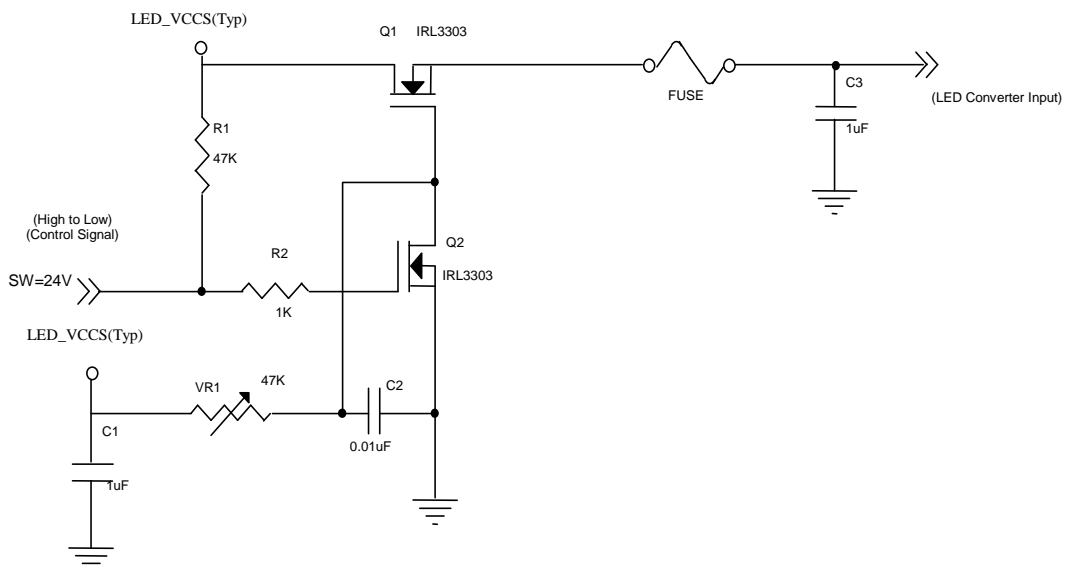 LED_VCCS(Typ)
Q1 IRL3303
FUSE
C3
(LED Converter Input)
1uF
R1
47K
(High to Low)
(Control Signal)
R2
Q2
IRL3303
SW=24V
1K
LED_VCCS(Typ)
VR1
47K
C2
C1
0.01uF
1uF